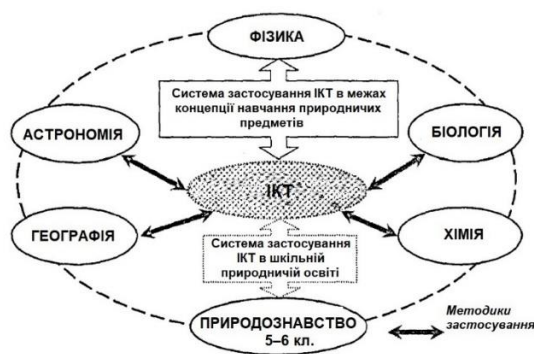 ФІЗИКА
Система застосування ІКТ в межах
концепції навчання природничих
предметів
АСТРОНОМІЯ
БІОЛОГІЯ
ІКТ
ГЕОГРАФІЯ
ХІМІЯ
Система застосування
ІКТ в шкільній
природничій освіті
ПРИРОДОЗНАВСТВО
5–6 кл.
Методики
застосування